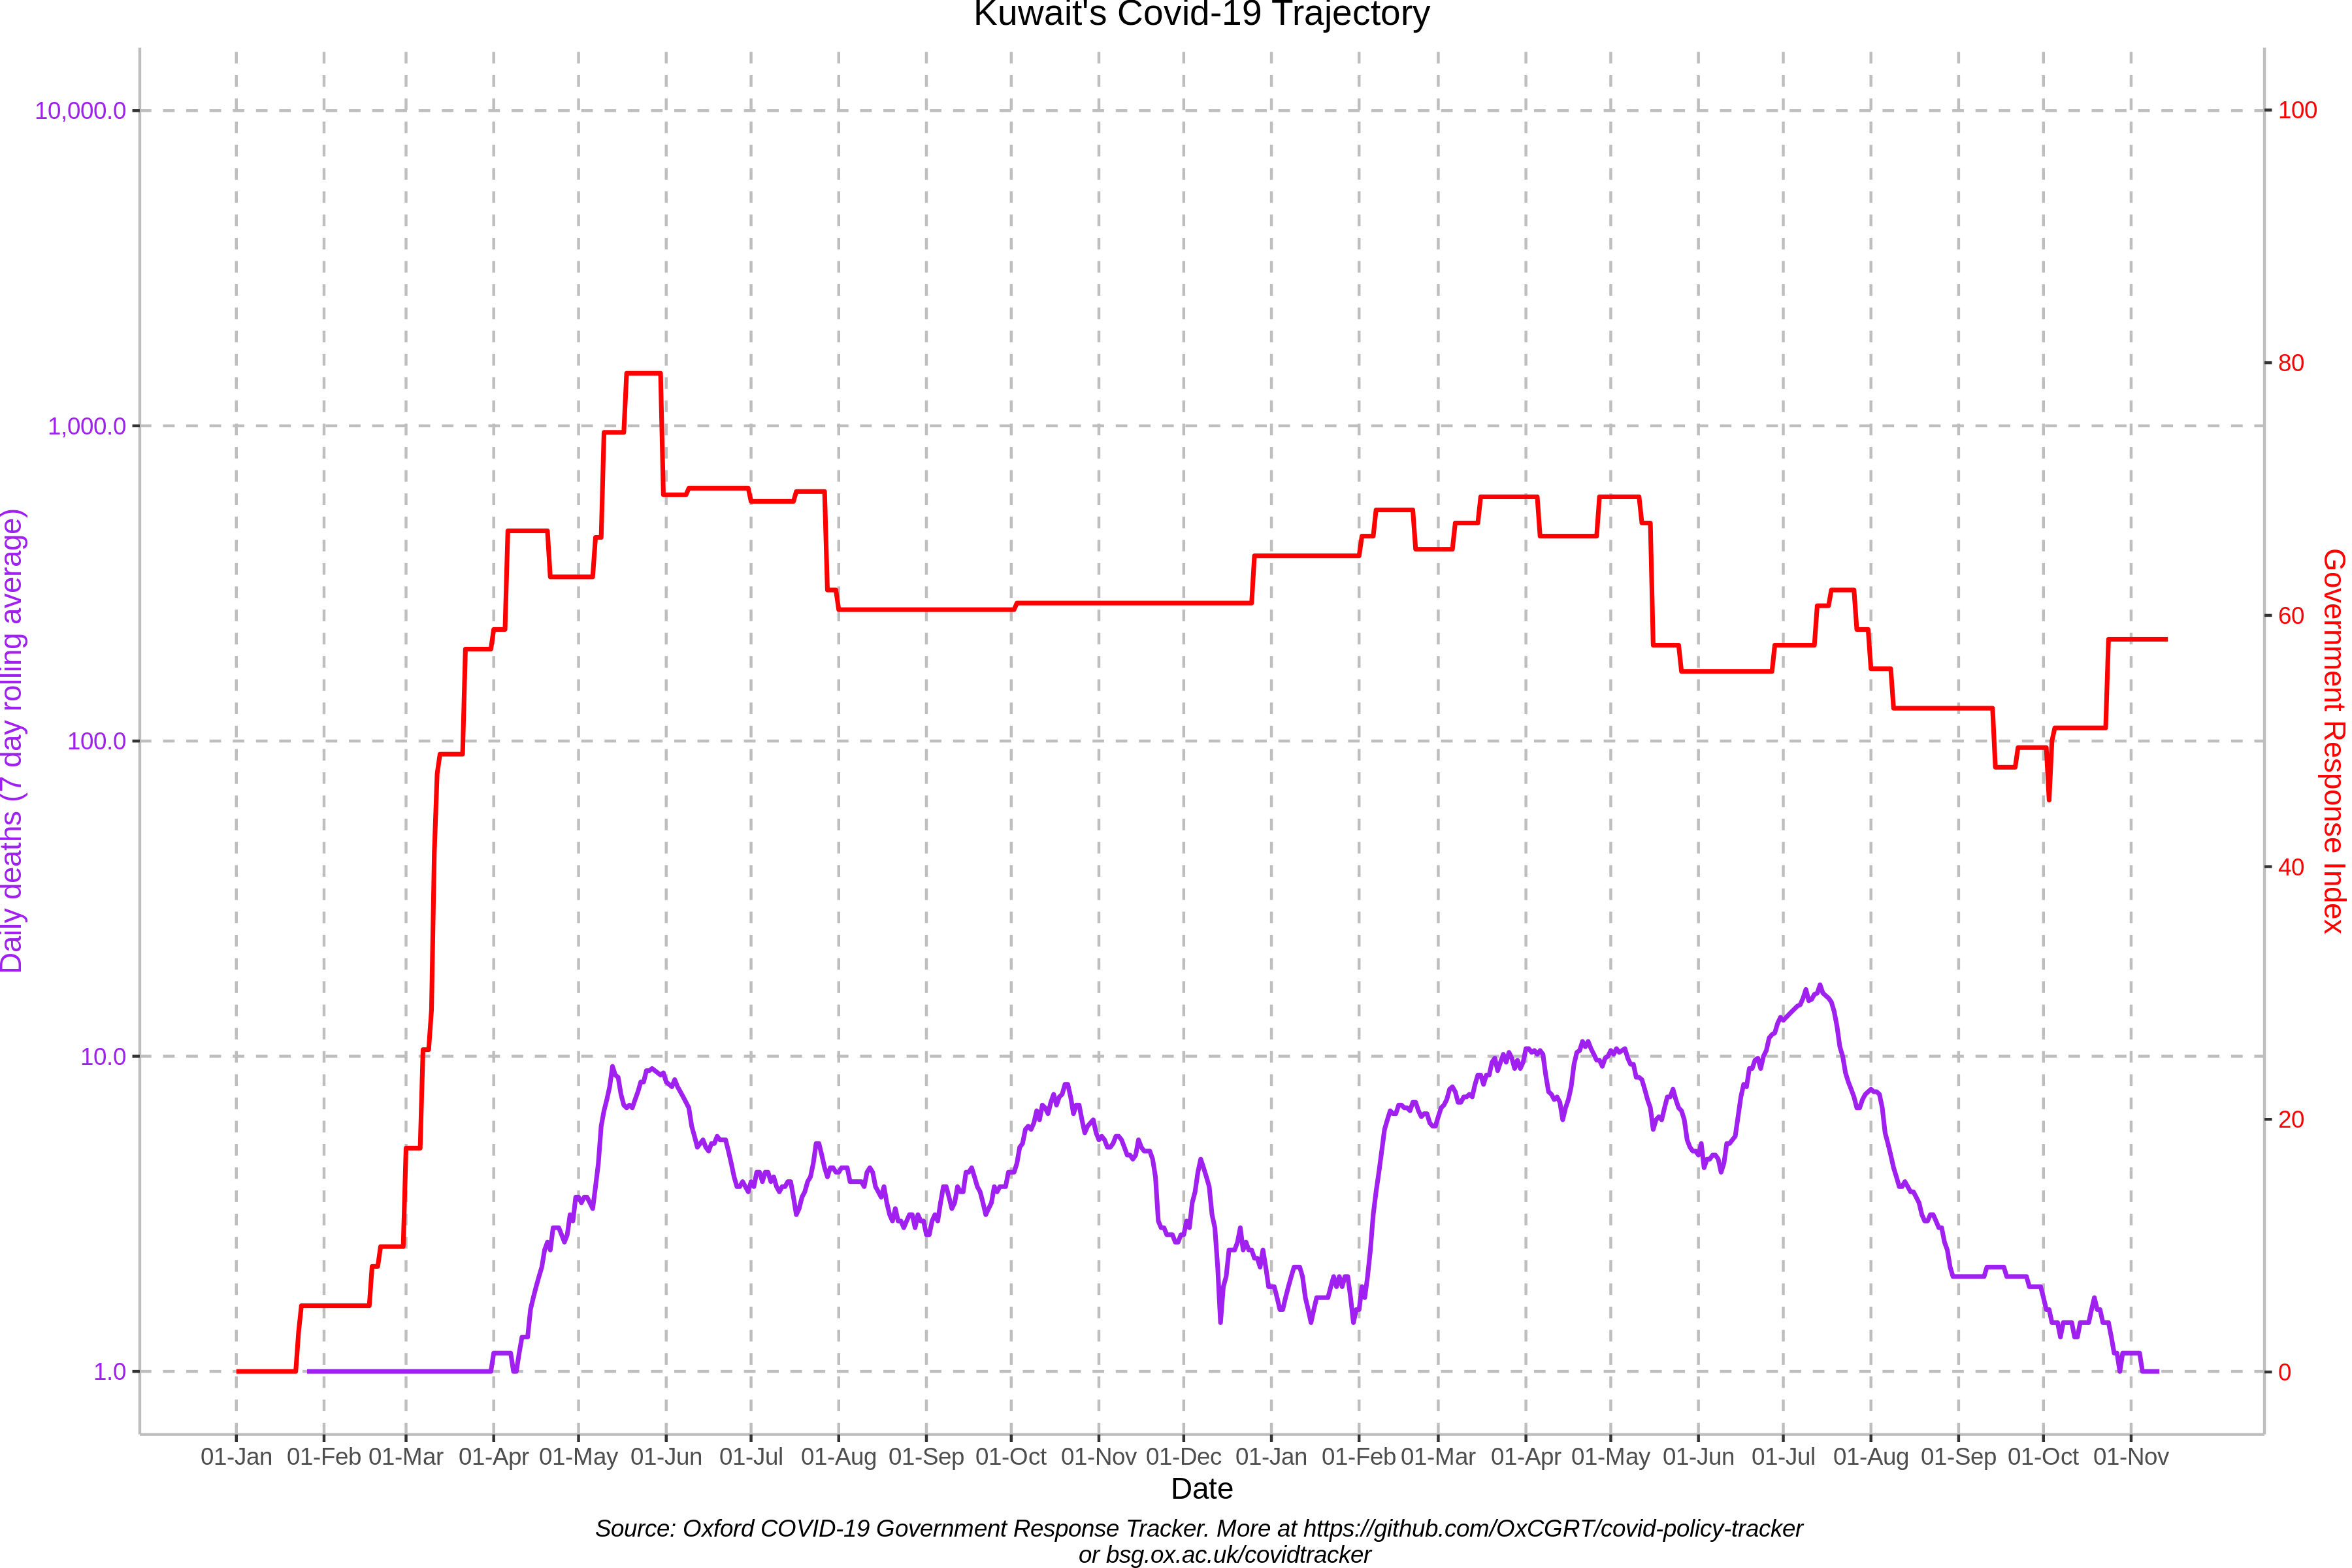 Kuwait's Covid-19 Trajectory
10,000.0
1,000.0
100.0
10.0
1.0
Daily deaths (7 day rolling average)
100
80
60
40
20
0
Government Response Index
01-Jan 01-Feb 01-Mar 01-Apr 01-May 01-Jun 01-Jul 01-Aug 01-Sep 01-Oct 01-Nov 01-Dec 01-Jan 01-Feb 01-Mar 01-Apr 01-May 01-Jun 01-Jul 01-Aug 01-Sep 01-Oct 01-Nov
Date
Source: Oxford COVID-19 Government Response Tracker. More at https://github.com/OxCGRT/covid-policy-tracker
or bsg.ox.ac.uk/covidtracker